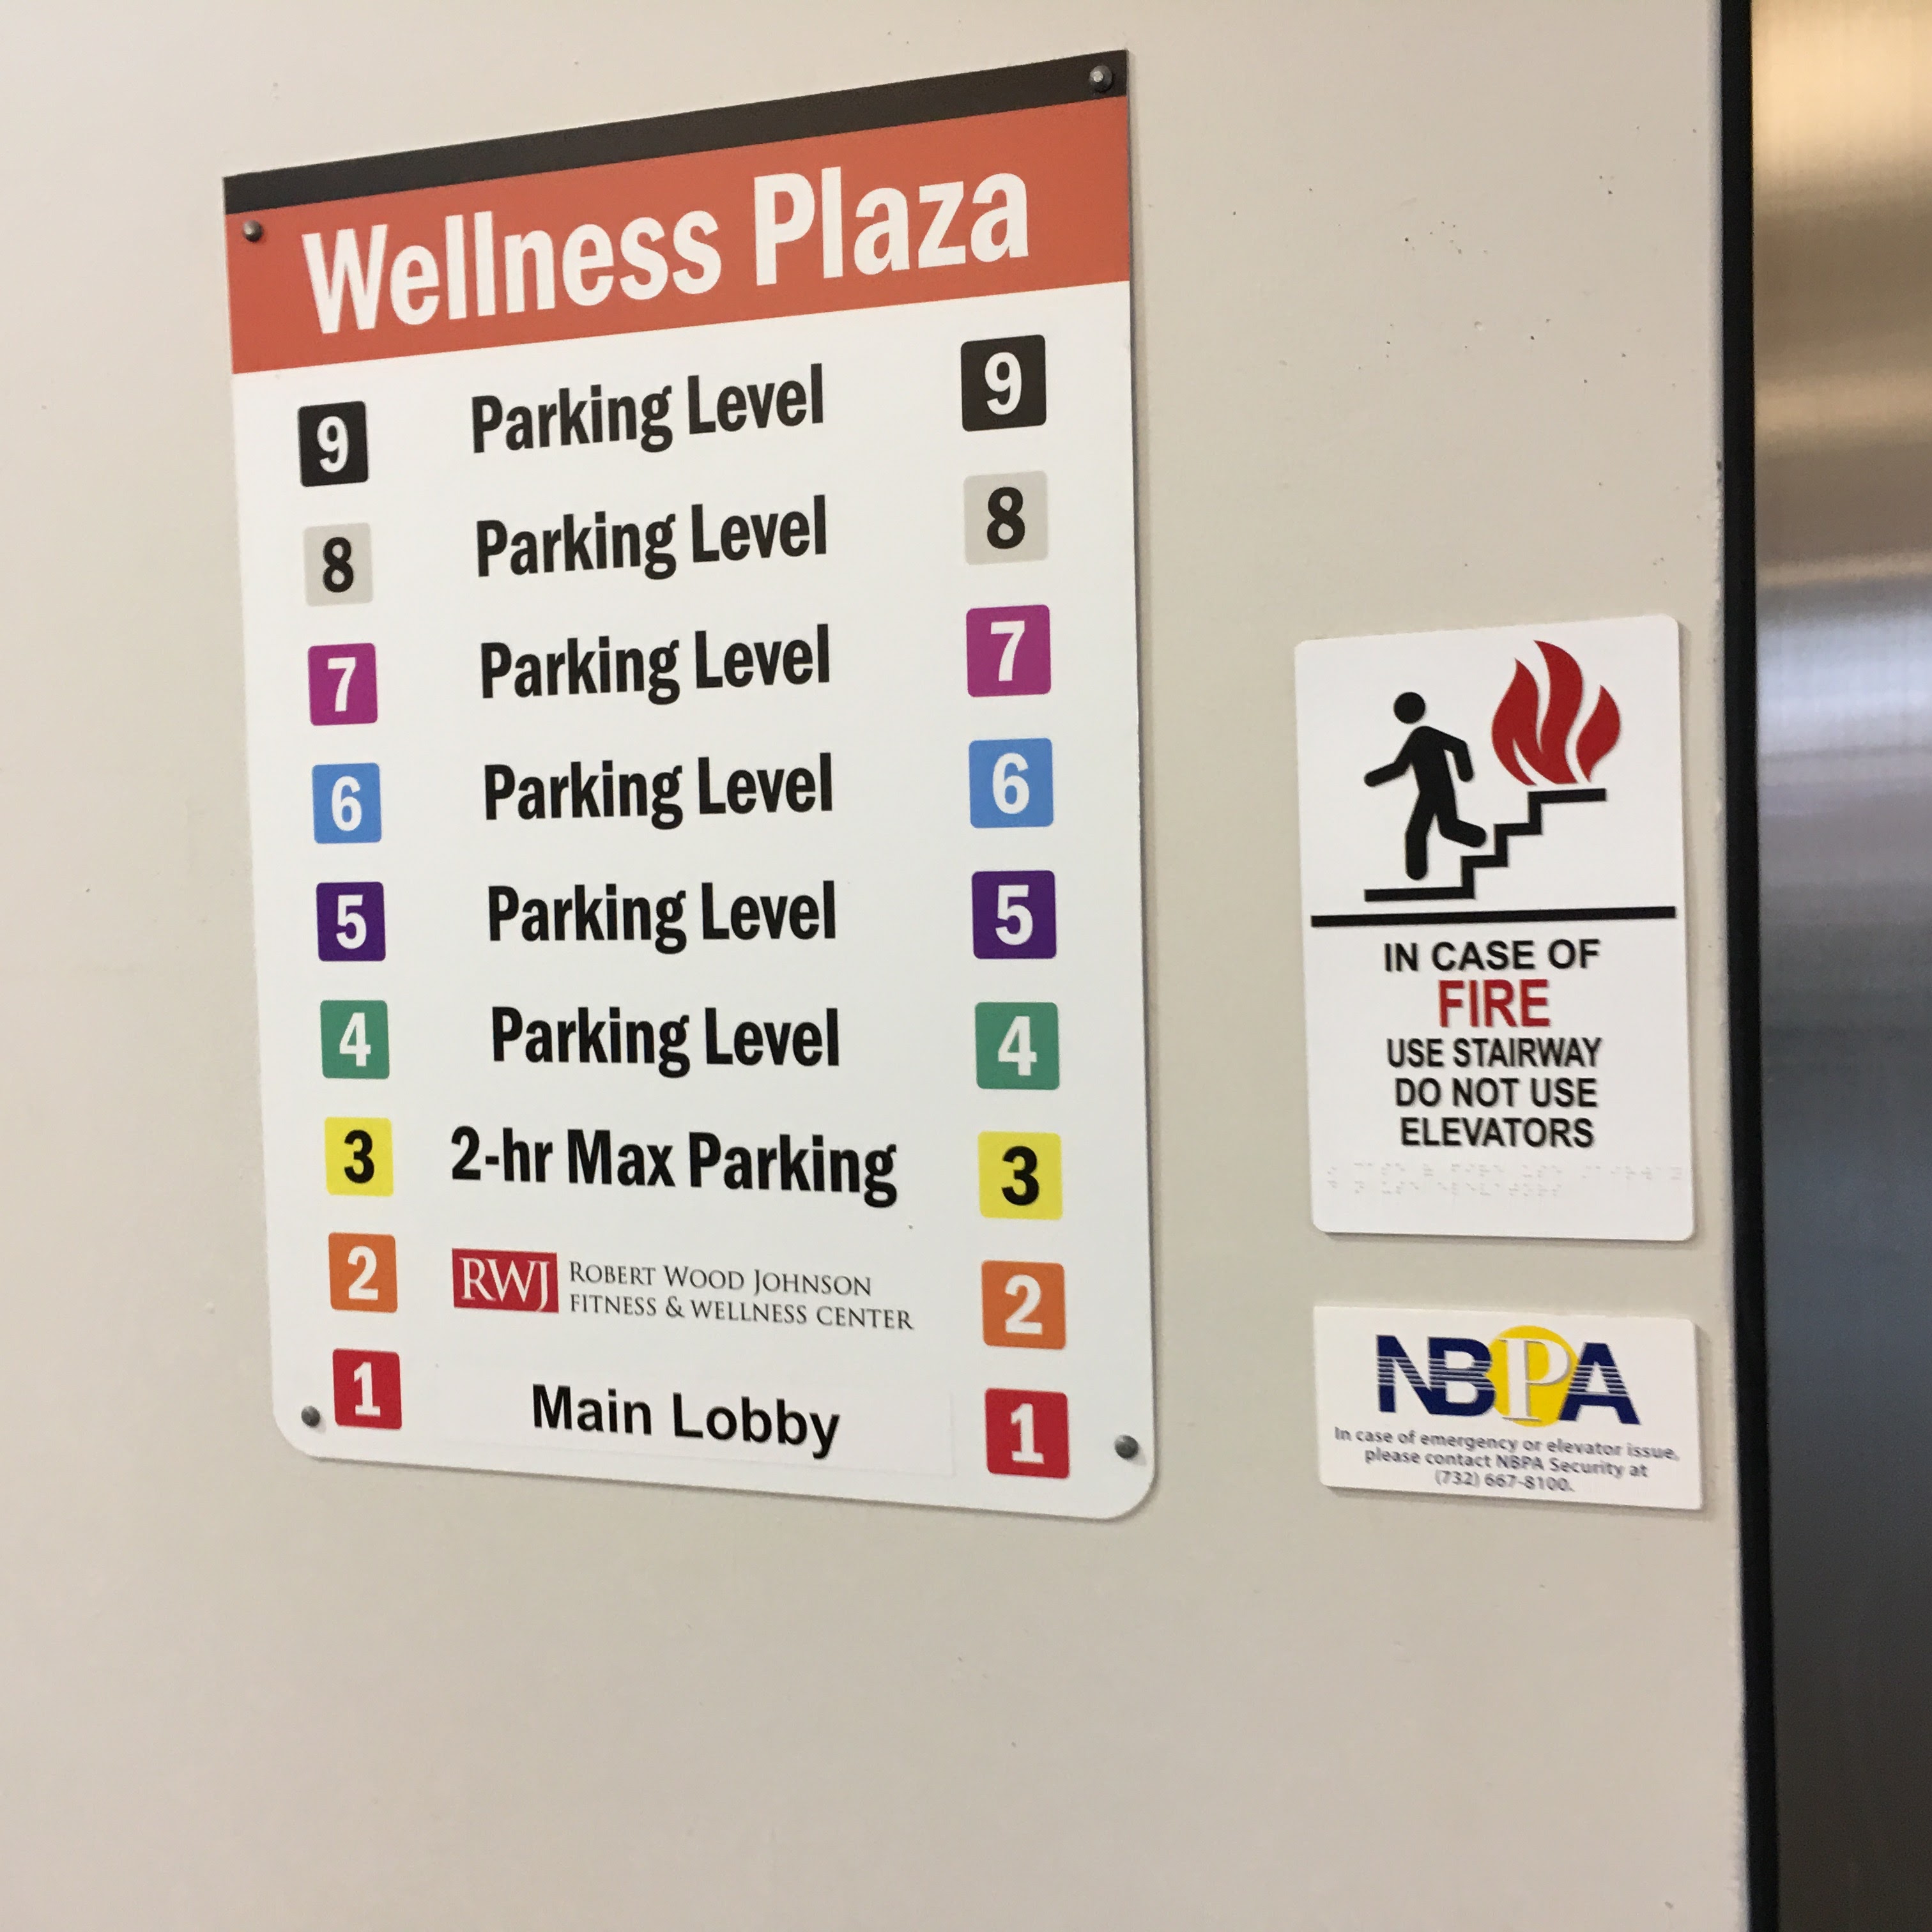 Wellness Plaza
9 Parking Level 9
8 Parking Level 8
7 Parking Level 7
6 Parking Level 6
5 Parking Level 5
4 Parking Level 4
3 2-hr Max Parking 3
2 RWJ ROBERT WOOD JOHNSON 2
FITNESS & WELLNESS CENTER
1 Main Lobby 1
IN CASE OF
FIRE
USE STAIRWAY
DO NOT USE
ELEVATORS
NBPA
In case of emergency or elevator issue,
please contact NBPA Security at
(732) 667-8100.